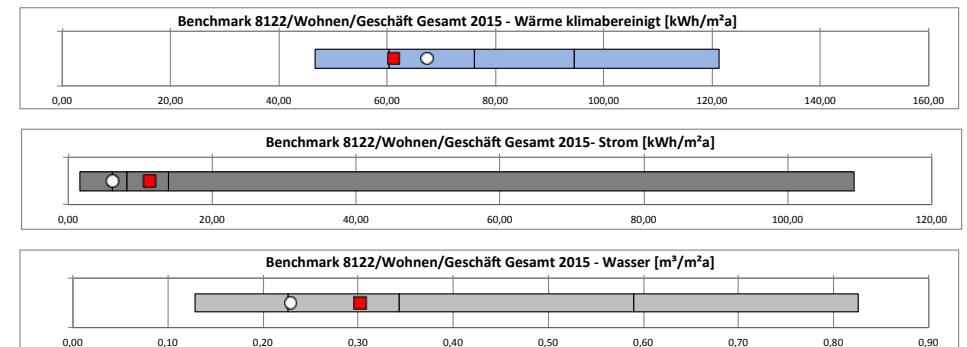 Benchmark 8122/Wohnen/Geschäft Gesamt 2015 - Wärme klimabereinigt [kWh/m²a]
0,00 20,00 40,00 60,00 80,00 100,00 120,00 140,00 160,00
Benchmark 8122/Wohnen/Geschäft Gesamt 2015- Strom [kWh/m²a]
0,00 20,00 40,00 60,00 80,00 100,00 120,00
Benchmark 8122/Wohnen/Geschäft Gesamt 2015 - Wasser [m³/m²a]
0,00 0,10 0,20 0,30 0,40 0,50 0,60 0,70 0,80 0,90